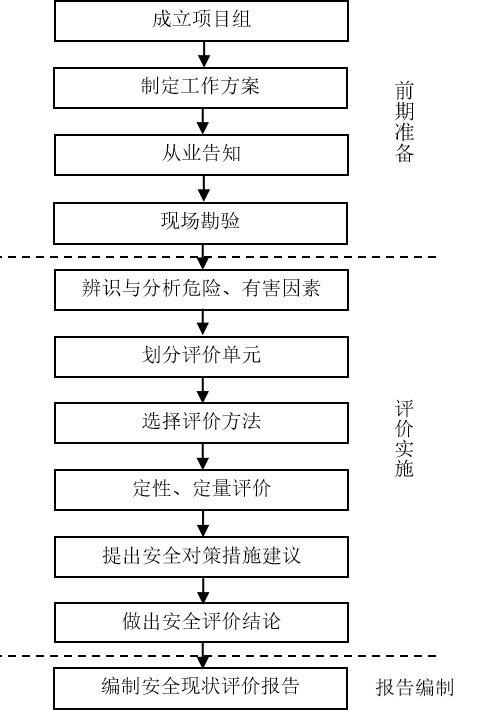 成立项目组
制定工作方案
从业告知
现场勘验
前期准备
辨识与分析危险、有害因素
划分评价单元
选择评价方法
定性、定量评价
提出安全对策措施建议
做出安全评价结论
评价实施
编制安全现状评价报告
报告编制